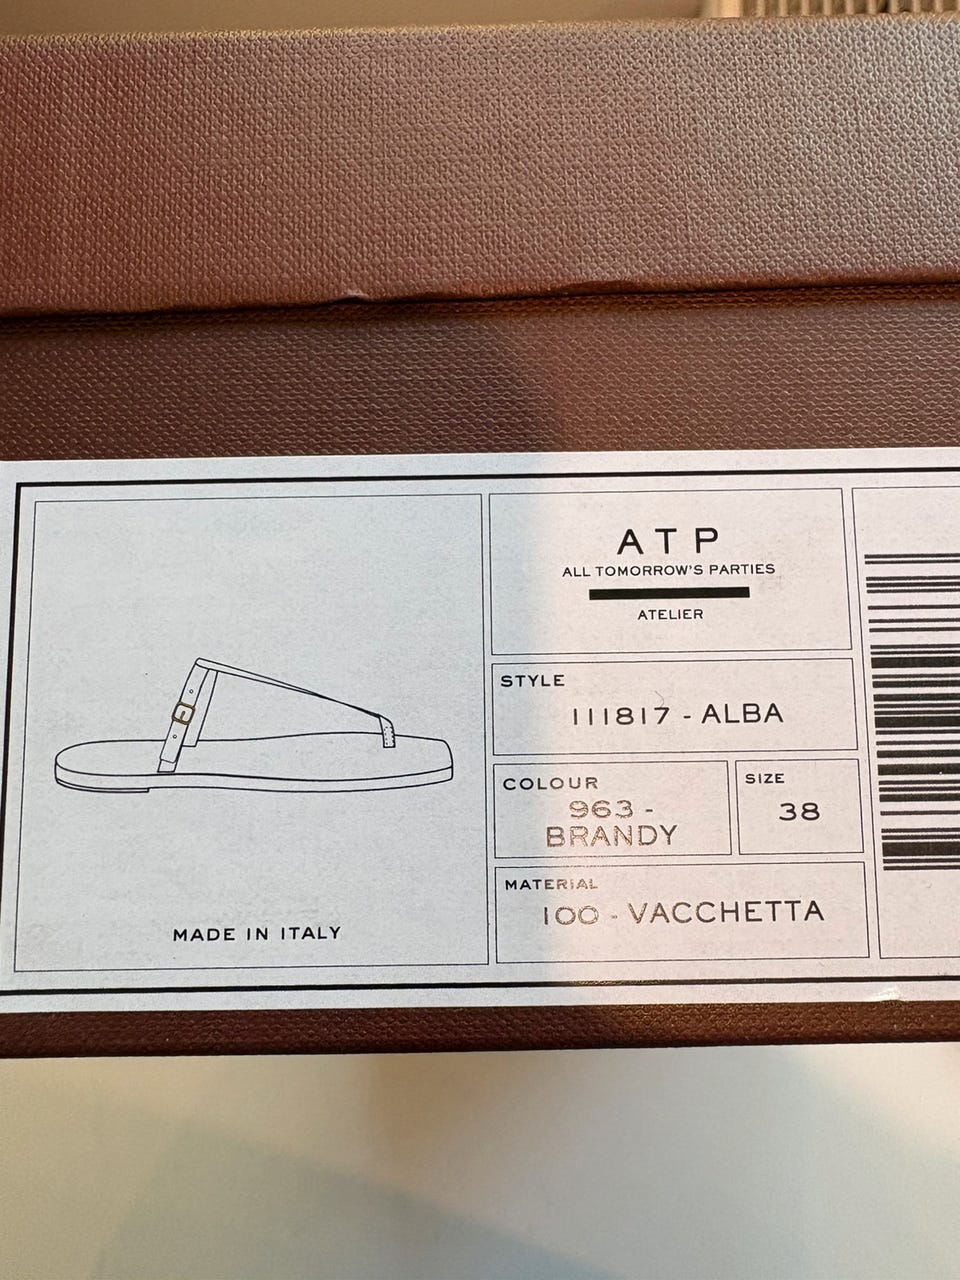 ATP
ALL TOMORROW'S PARTIES
ATELIER
STYLE
111817 - ALBA
COLOUR
963 -
BRANDY
SIZE
38
MATERIAL
100 - VACCHETTA
MADE IN ITALY